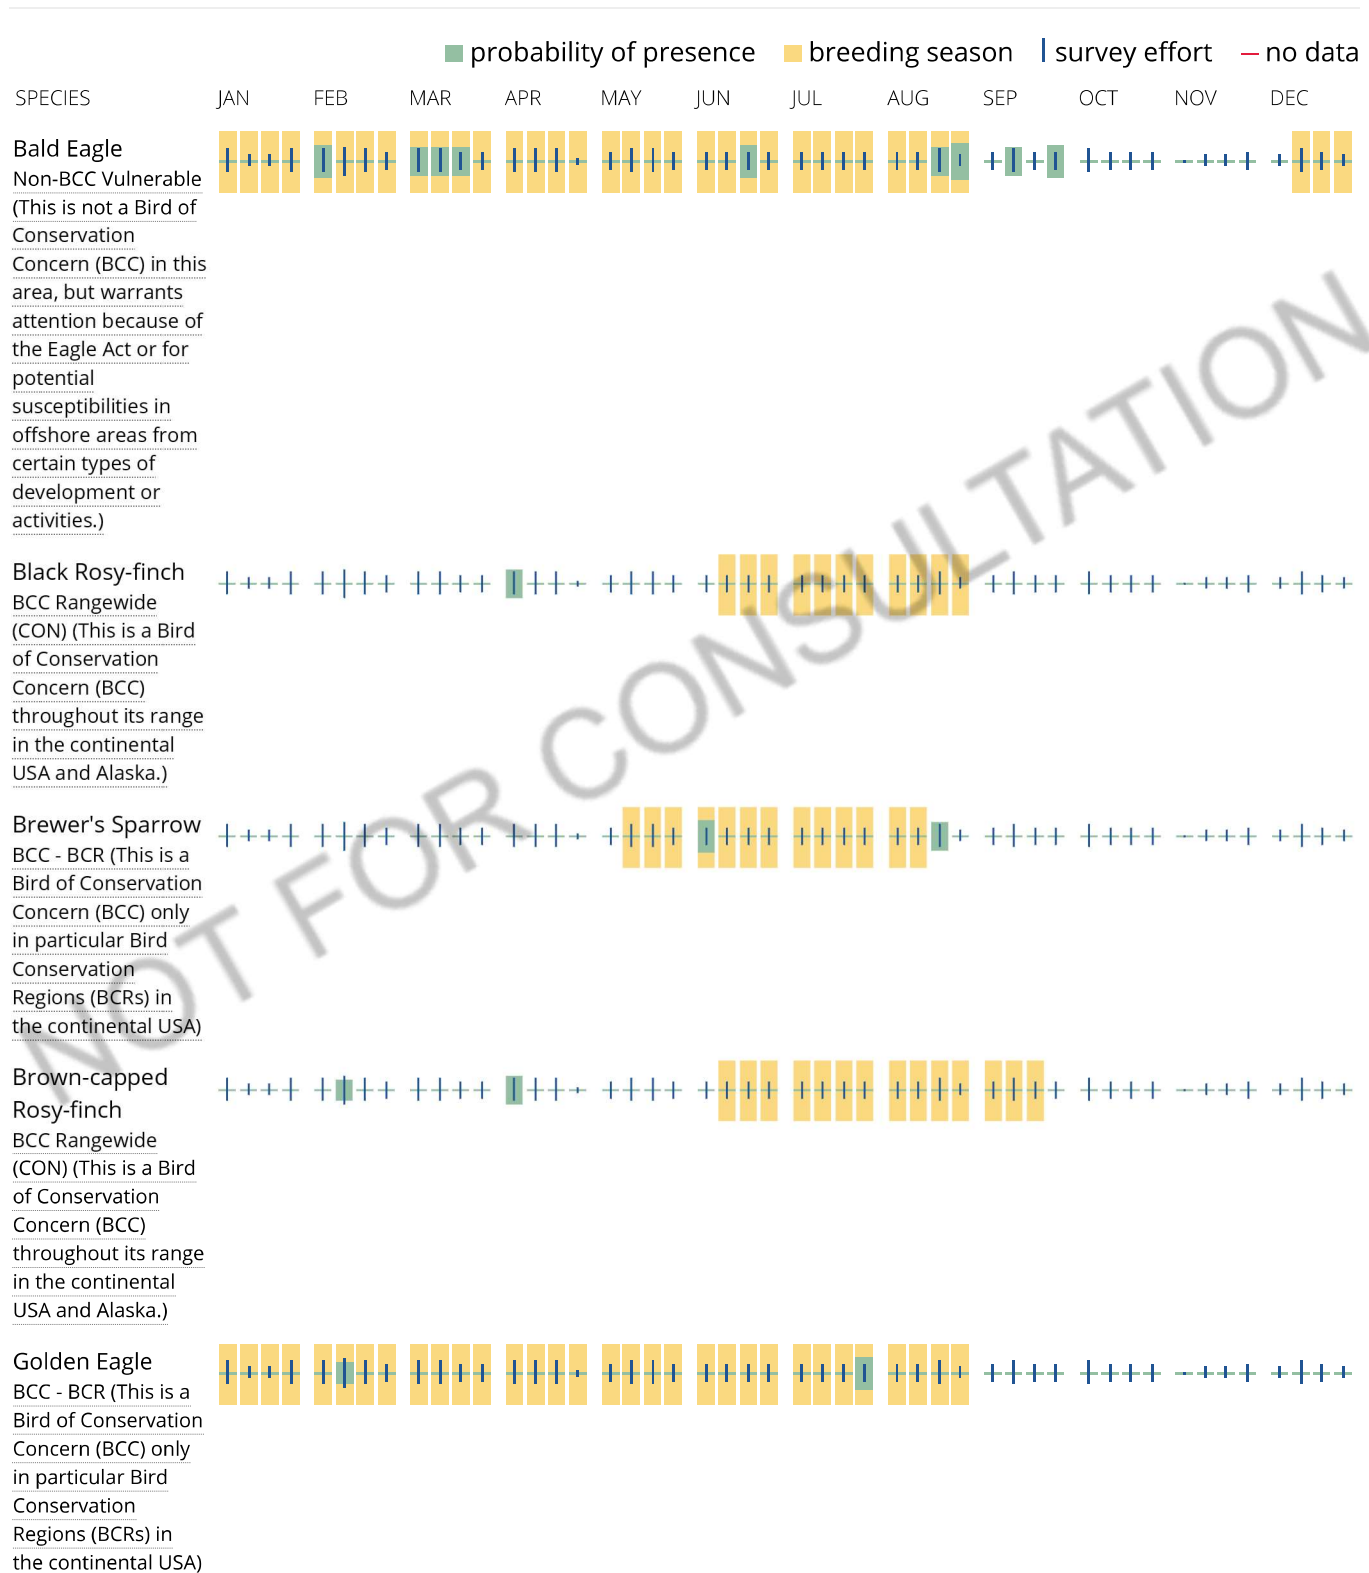 probability of presence breeding season survey effort no data
SPECIES JAN FEB MAR APR MAY JUN JUL AUG SEP OCT NOV DEC
Bald Eagle
Non-BCC Vulnerable
(This is not a Bird of
Conservation
Concern (BCC) in this
area, but warrants
attention because of
the Eagle Act or for
potential
susceptibilities in
offshore areas from
certain types of
development or
activities.)
Black Rosy-finch
BCC Rangewide
(CON) (This is a Bird
of Conservation
Concern (BCC)
throughout its range
in the continental
USA and Alaska.)
Brewer's Sparrow
BCC - BCR (This is a
Bird of Conservation
Concern (BCC) only
in particular Bird
Conservation
Regions (BCRs) in
the continental USA)
Brown-capped
Rosy-finch
BCC Rangewide
(CON) (This is a Bird
of Conservation
Concern (BCC)
throughout its range
in the continental
USA and Alaska.)
Golden Eagle
BCC - BCR (This is a
Bird of Conservation
Concern (BCC) only
in particular Bird
Conservation
Regions (BCRs) in
the continental USA)
NOT FOR CONSULTATION